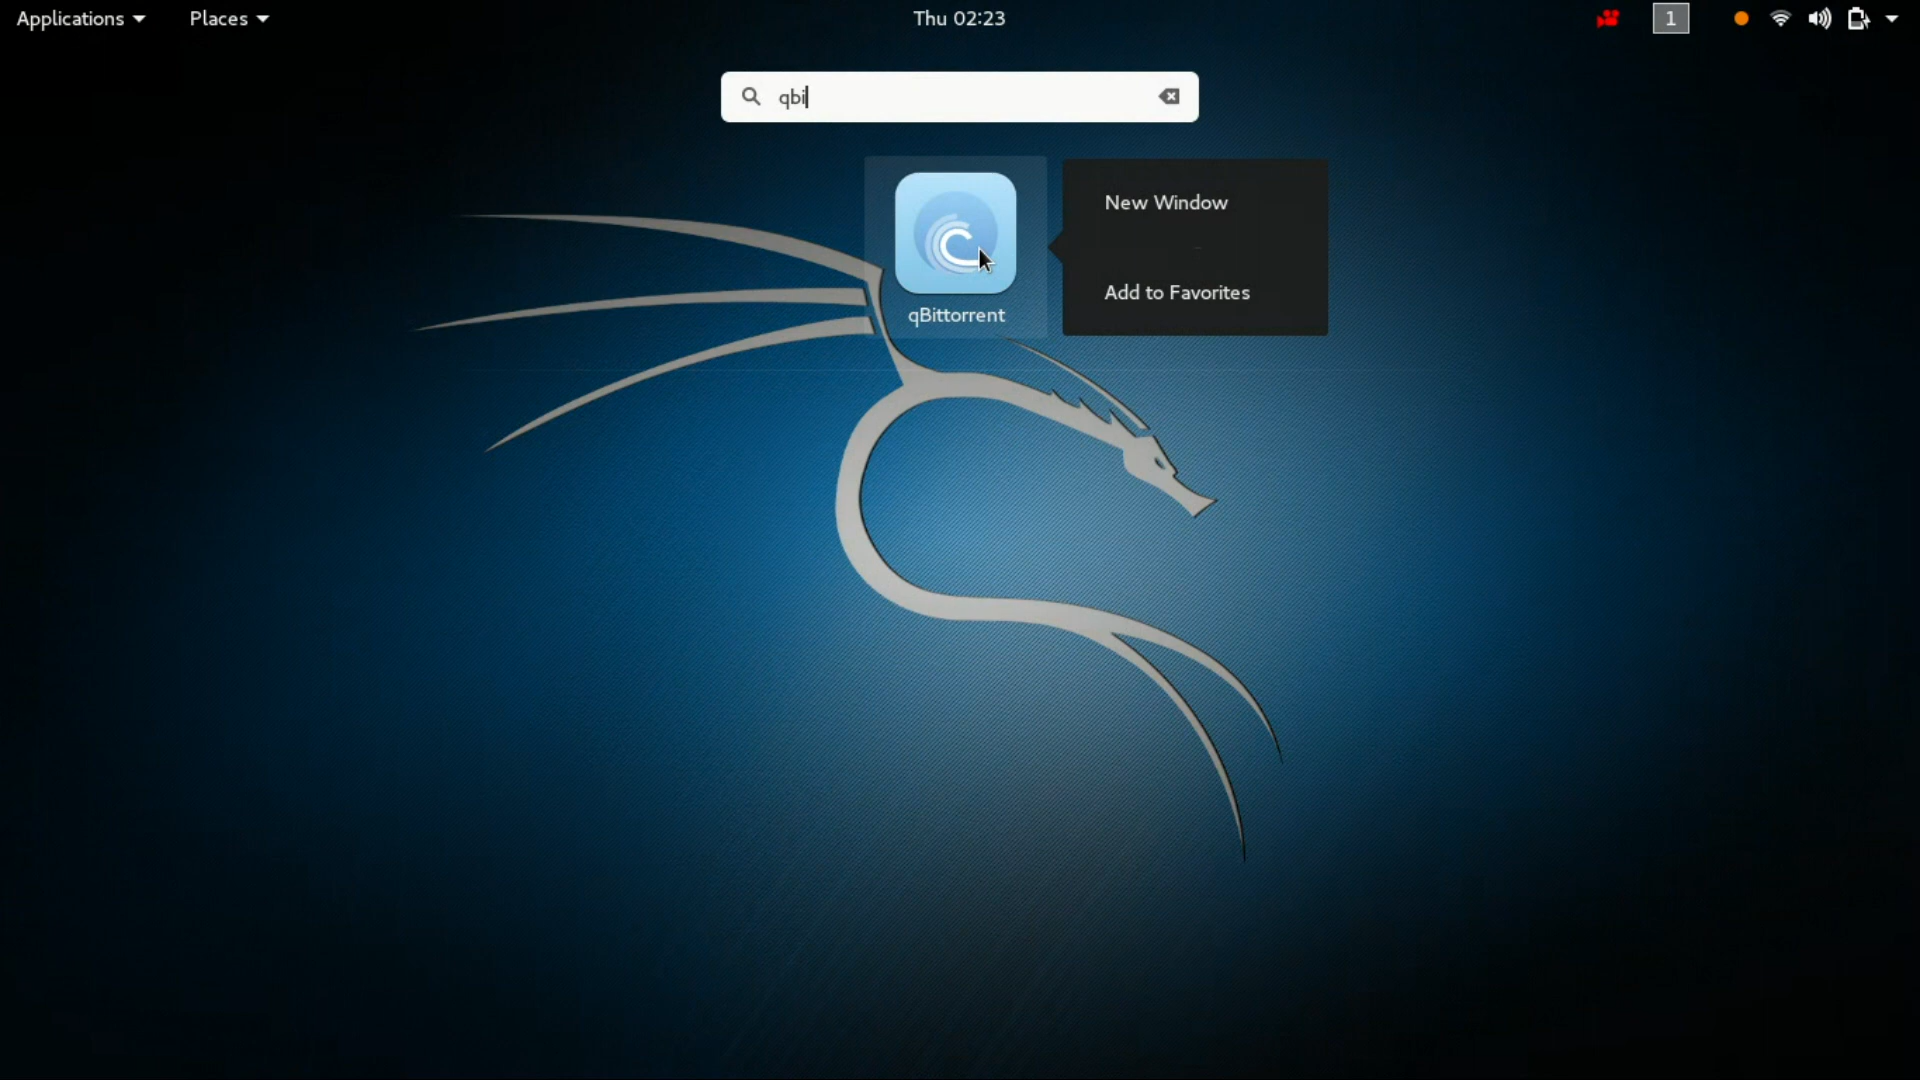 Applications
Places
Thu 02:23
1
qbi
New Window
Add to Favorites
qBittorrent